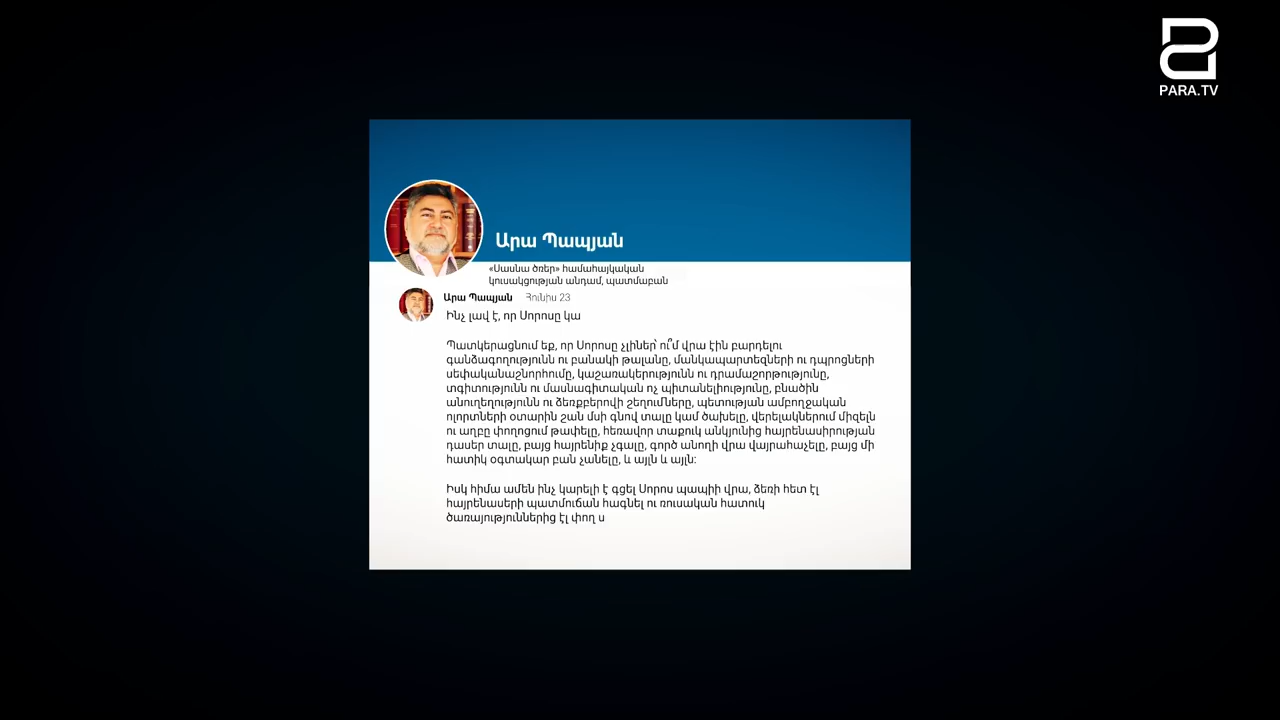 PARA.TV
Արա Պապյան
«Սասնա ծռեր» համահայկական
կուսակցության անդամ, պատմաբան
Արա Պապյան Հունիս 23
Ինչ լավ է, որ Սորոսը կա
Պատկերացնում եք, որ Սորոսը չլիներ՝ ու՞մ վրա էին բարդելու
գանձագողությունն ու բանակի թալանը, մանկապարտեզների ու դպրոցների
սեփականաշնորհումը, կաշառակերությունն ու դրամաշորթությունը,
տգիտությունն ու մասնագիտական ոչ պիտանելիությունը, բնածին
անուղեղությունն ու ձեռքբերովի շեղումները, պետության ամբողջական
ոլորտների օտարին շան մսի գնով տալը կամ ծախելը, վերելակներում միզելն
ու աղբը փողոցում թափելը, հեռավոր տաքուկ անկյունից հայրենասիրության
դասեր տալը, բայց հայրենիք չգալը, գործ անողի վրա վայրահաչելը, բայց մի
հատիկ օգտակար բան չանելը, և այլն և այլն:
Իսկ հիմա ամեն ինչ կարելի է գցել Սորոս պապիի վրա, ձեռի հետ էլ
հայրենասերի պատմուճան հագնել ու ռուսական հատուկ
ծառայություններից էլ փող ս